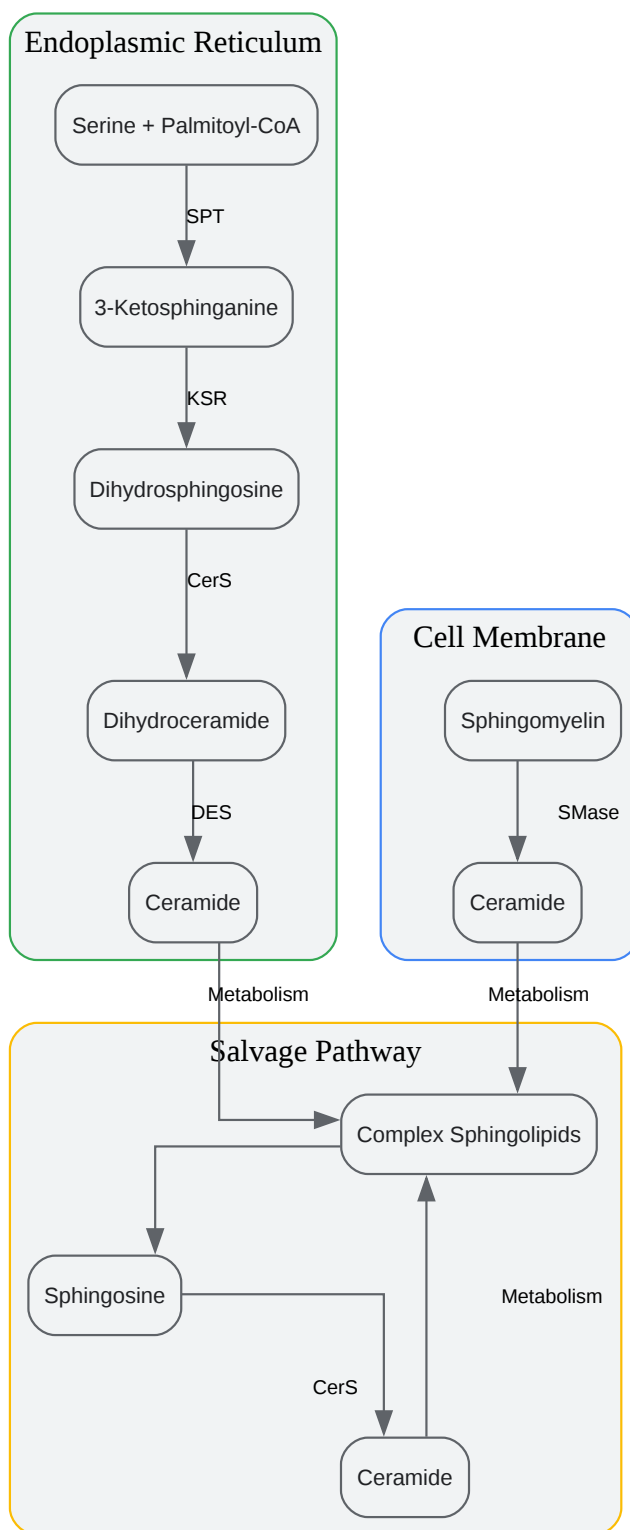 Endoplasmic Reticulum
Serine + Palmitoyl-CoA
SPT
3-Ketosphinganine
KSR
Dihydrosphingosine
CerS
Dihydroceramide
DES
Ceramide
Metabolism
Cell Membrane
Sphingomyelin
SMase
Ceramide
Metabolism
Salvage Pathway
Complex Sphingolipids
Sphingosine
Metabolism
CerS
Ceramide